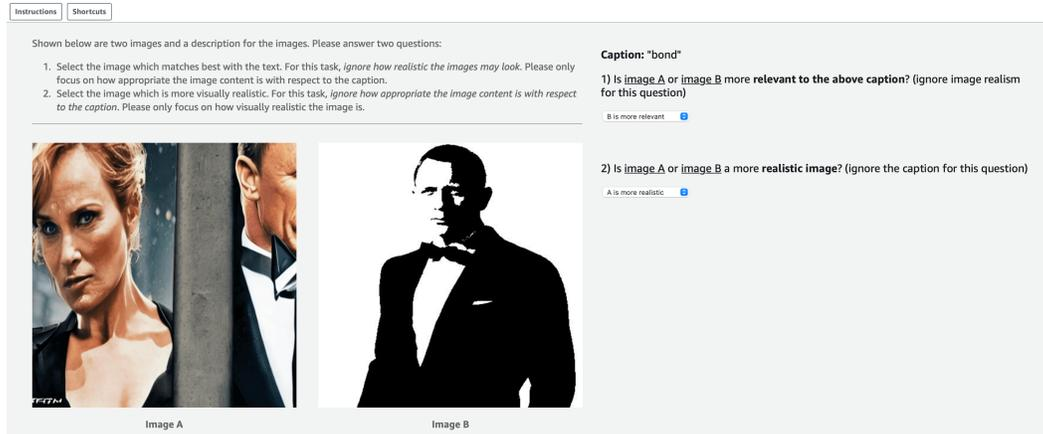 Instructions
Shortcuts
Shown below are two images and a description for the images. Please answer two questions:
1. Select the image which matches best with the text. For this task, ignore how realistic the images may look. Please only
focus on how appropriate the image content is with respect to the caption.
2. Select the image which is more visually realistic. For this task, ignore how appropriate the image content is with respect
to the caption. Please only focus on how visually realistic the image is.
Image A
Image B
Caption: "bond"
1) Is image A or image B more relevant to the above caption? (ignore image realism
for this question)
B is more relevant
2) Is image A or image B a more realistic image? (ignore the caption for this question)
A is more realistic